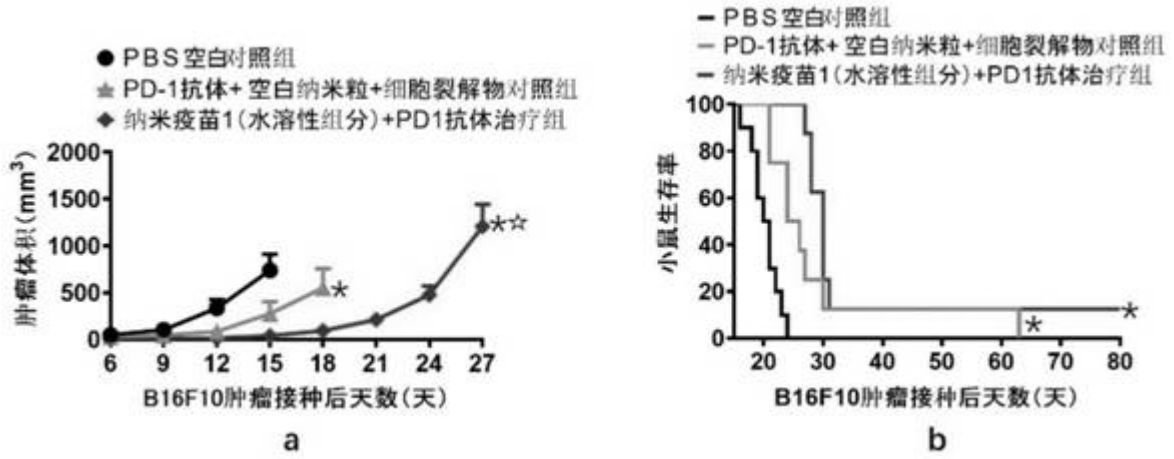 PBS空白对照组
PD-1抗体+ 空白纳米粒+细胞裂解物对照组
纳米疫苗1(水溶性组分)+PD1抗体治疗组
肿瘤体积(mm³)
2000
1500
1000
500
0
*☆
*
6 9 12 15 18 21 24 27
B16F10肿瘤接种后天数(天)
a
PBS空白对照组
PD-1抗体+ 空白纳米粒+细胞裂解物对照组
纳米疫苗1(水溶性组分)+PD1抗体治疗组
小鼠生存率
100
80
60
40
20
0
*
*
20 30 40 50 60 70 80
B16F10肿瘤接种后天数(天)
b